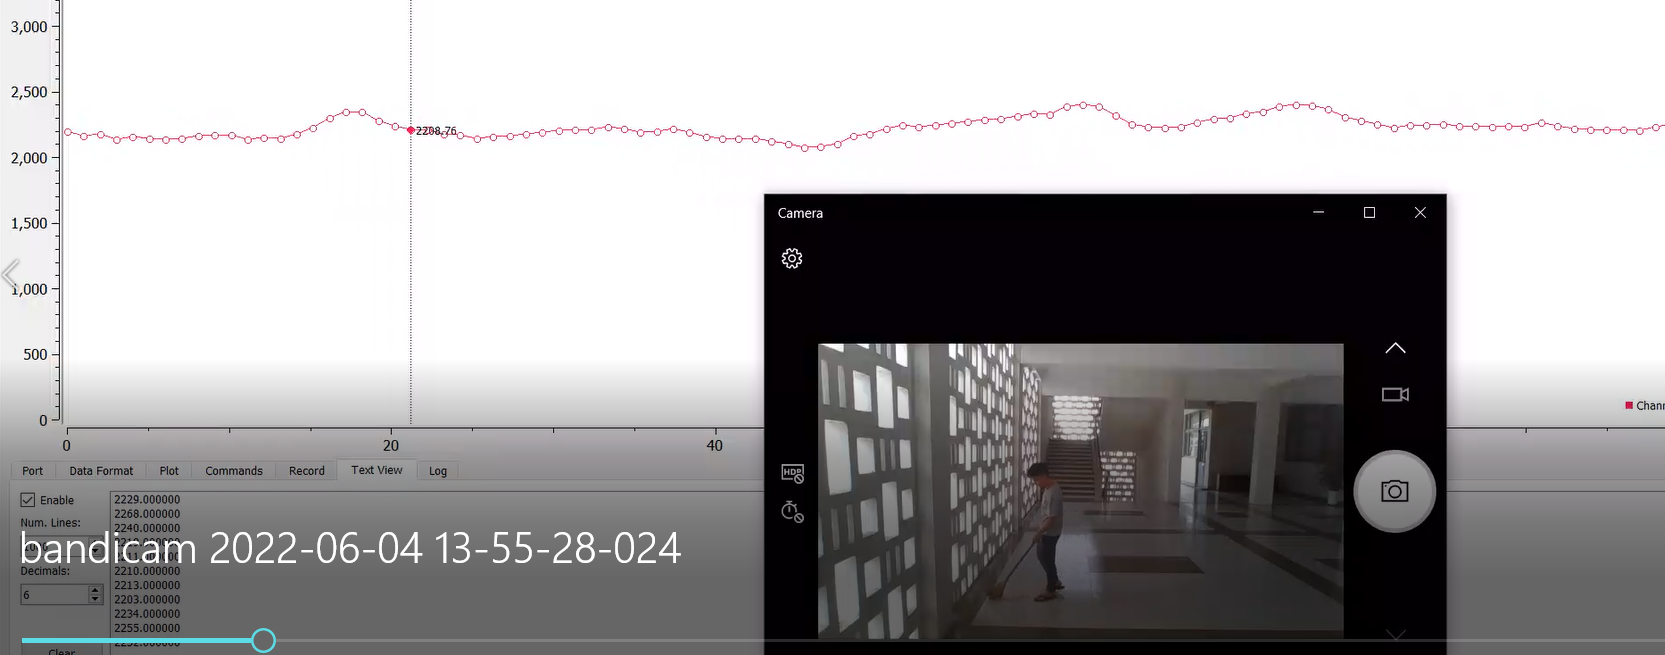 3,000
2,500
2208.76
2,000
1,500
Camera
1,000
500
0
Chann
0
20
40
Port
Data Format
Plot
Commands
Record
Text View
Log
Enable
2229.000000
2268.000000
Num. Lines:
2240.000000
bandicam 2022-06-04 13-55-28-024
Decimals:
2210.000000
2213.000000
6
2203.000000
2234.000000
2255.000000
Clear